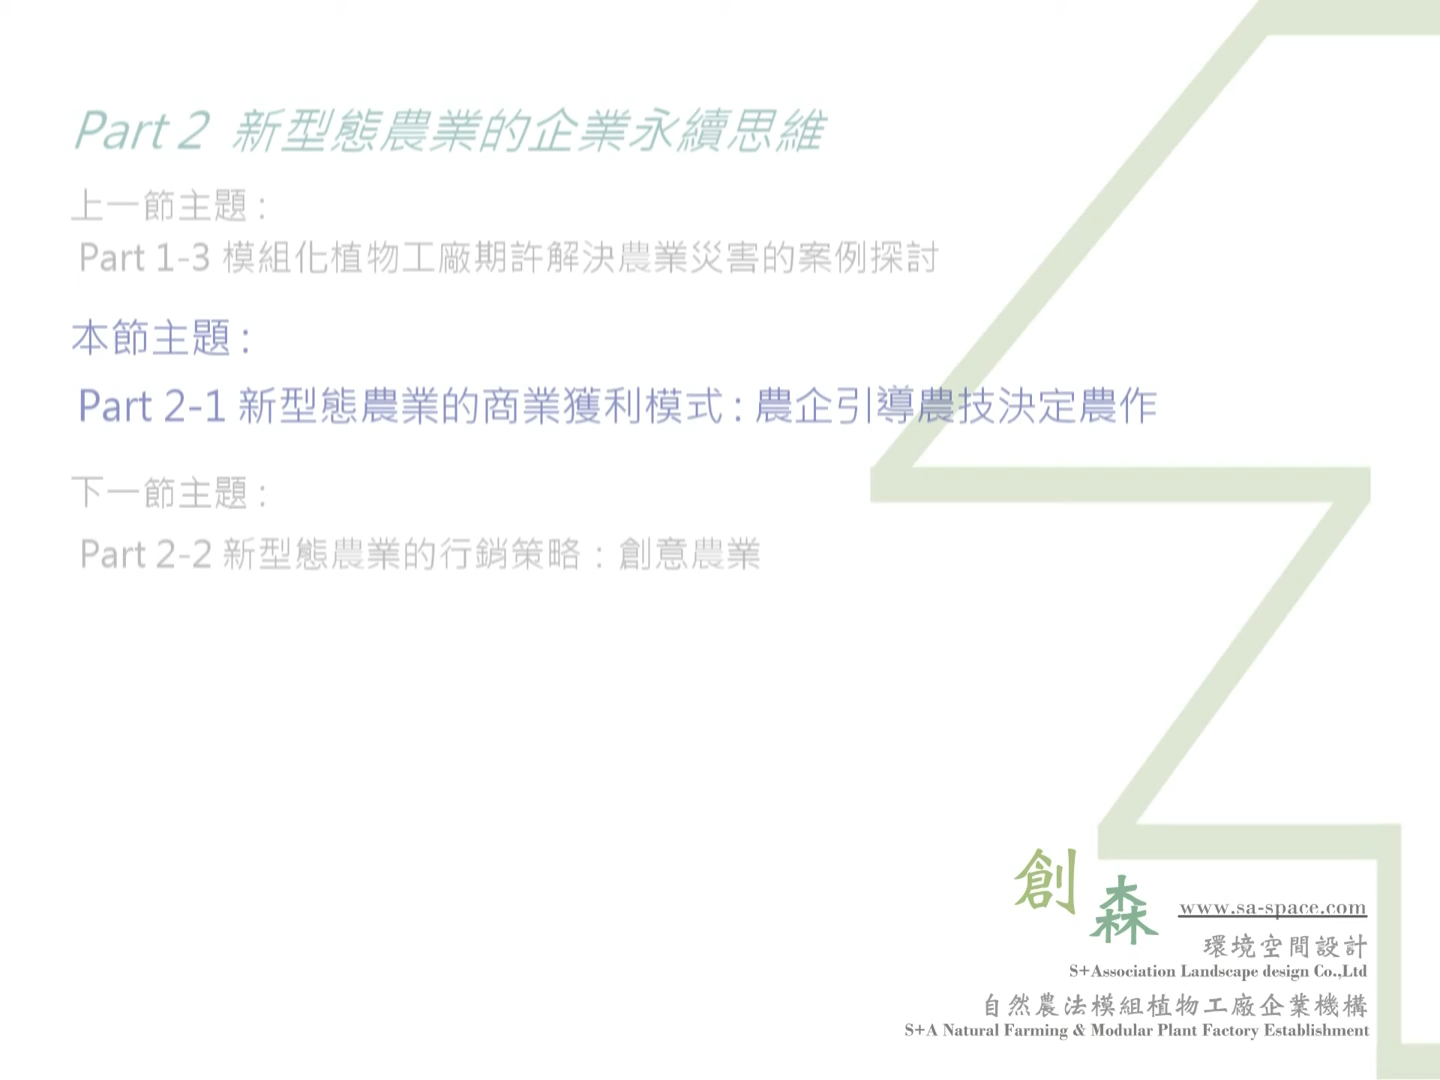 Part 2 新型態農業的企業永續思維
上一節主題 :
Part 1-3 模組化植物工廠期許解決農業災害的案例探討
本節主題 :
Part 2-1 新型態農業的商業獲利模式 : 農企引導農技決定農作
下一節主題 :
Part 2-2 新型態農業的行銷策略：創意農業
創森
www.sa-space.com
環境空間設計
S+Association Landscape design Co.,Ltd
自然農法模組植物工廠企業機構
S+A Natural Farming & Modular Plant Factory Establishment